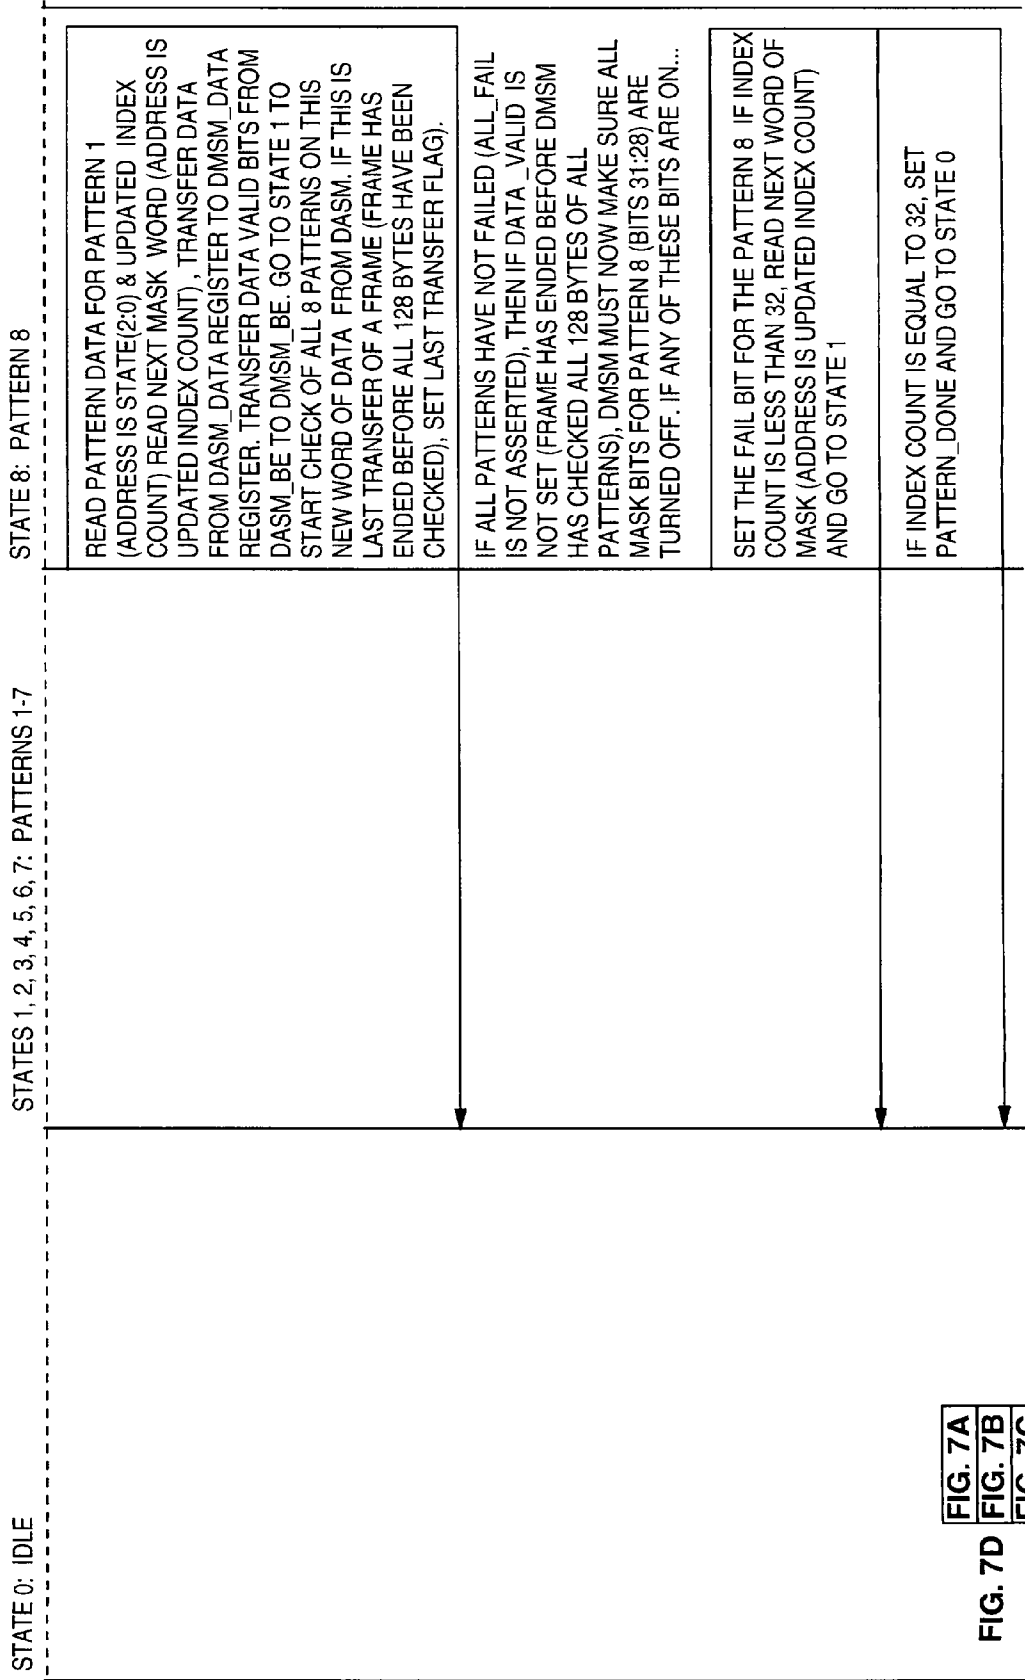 STATE 0: IDLE
STATES 1, 2, 3, 4, 5, 6, 7: PATTERNS 1-7
STATE 8: PATTERN 8
READ PATTERN DATA FOR PATTERN 1
(ADDRESS IS STATE(2:0) & UPDATED INDEX
COUNT) READ NEXT MASK WORD (ADDRESS IS
UPDATED INDEX COUNT) , TRANSFER DATA
FROM DASM_DATA REGISTER TO DMSM_DATA
REGISTER. TRANSFER DATA VALID BITS FROM
DASM_BE TO DMSM_BE. GO TO STATE 1 TO
START CHECK OF ALL 8 PATTERNS ON THIS
NEW WORD OF DATA FROM DASM. IF THIS IS
LAST TRANSFER OF A FRAME (FRAME HAS
ENDED BEFORE ALL 128 BYTES HAVE BEEN
CHECKED), SET LAST TRANSFER FLAG).
IF ALL PATTERNS HAVE NOT FAILED (ALL_FAIL
IS NOT ASSERTED), THEN IF DATA_VALID IS
NOT SET (FRAME HAS ENDED BEFORE DMSM
HAS CHECKED ALL 128 BYTES OF ALL
PATTERNS), DMSM MUST NOW MAKE SURE ALL
MASK BITS FOR PATTERN 8 (BITS 31:28) ARE
TURNED OFF. IF ANY OF THESE BITS ARE ON...
SET THE FAIL BIT FOR THE PATTERN 8 IF INDEX
COUNT IS LESS THAN 32, READ NEXT WORD OF
MASK (ADDRESS IS UPDATED INDEX COUNT)
AND GO TO STATE 1
IF INDEX COUNT IS EQUAL TO 32, SET
PATTERN_DONE AND GO TO STATE 0
FIG. 7D
FIG. 7A
FIG. 7B
FIG. 7C